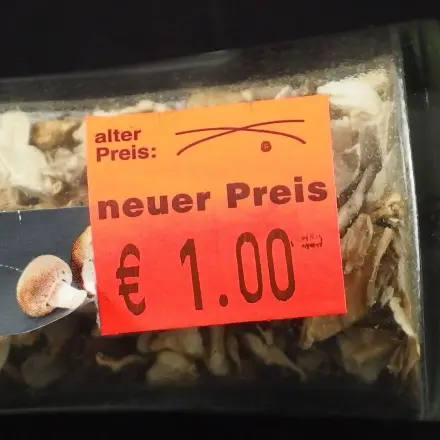 alter
Preis:
neuer Preis
€ 1.00